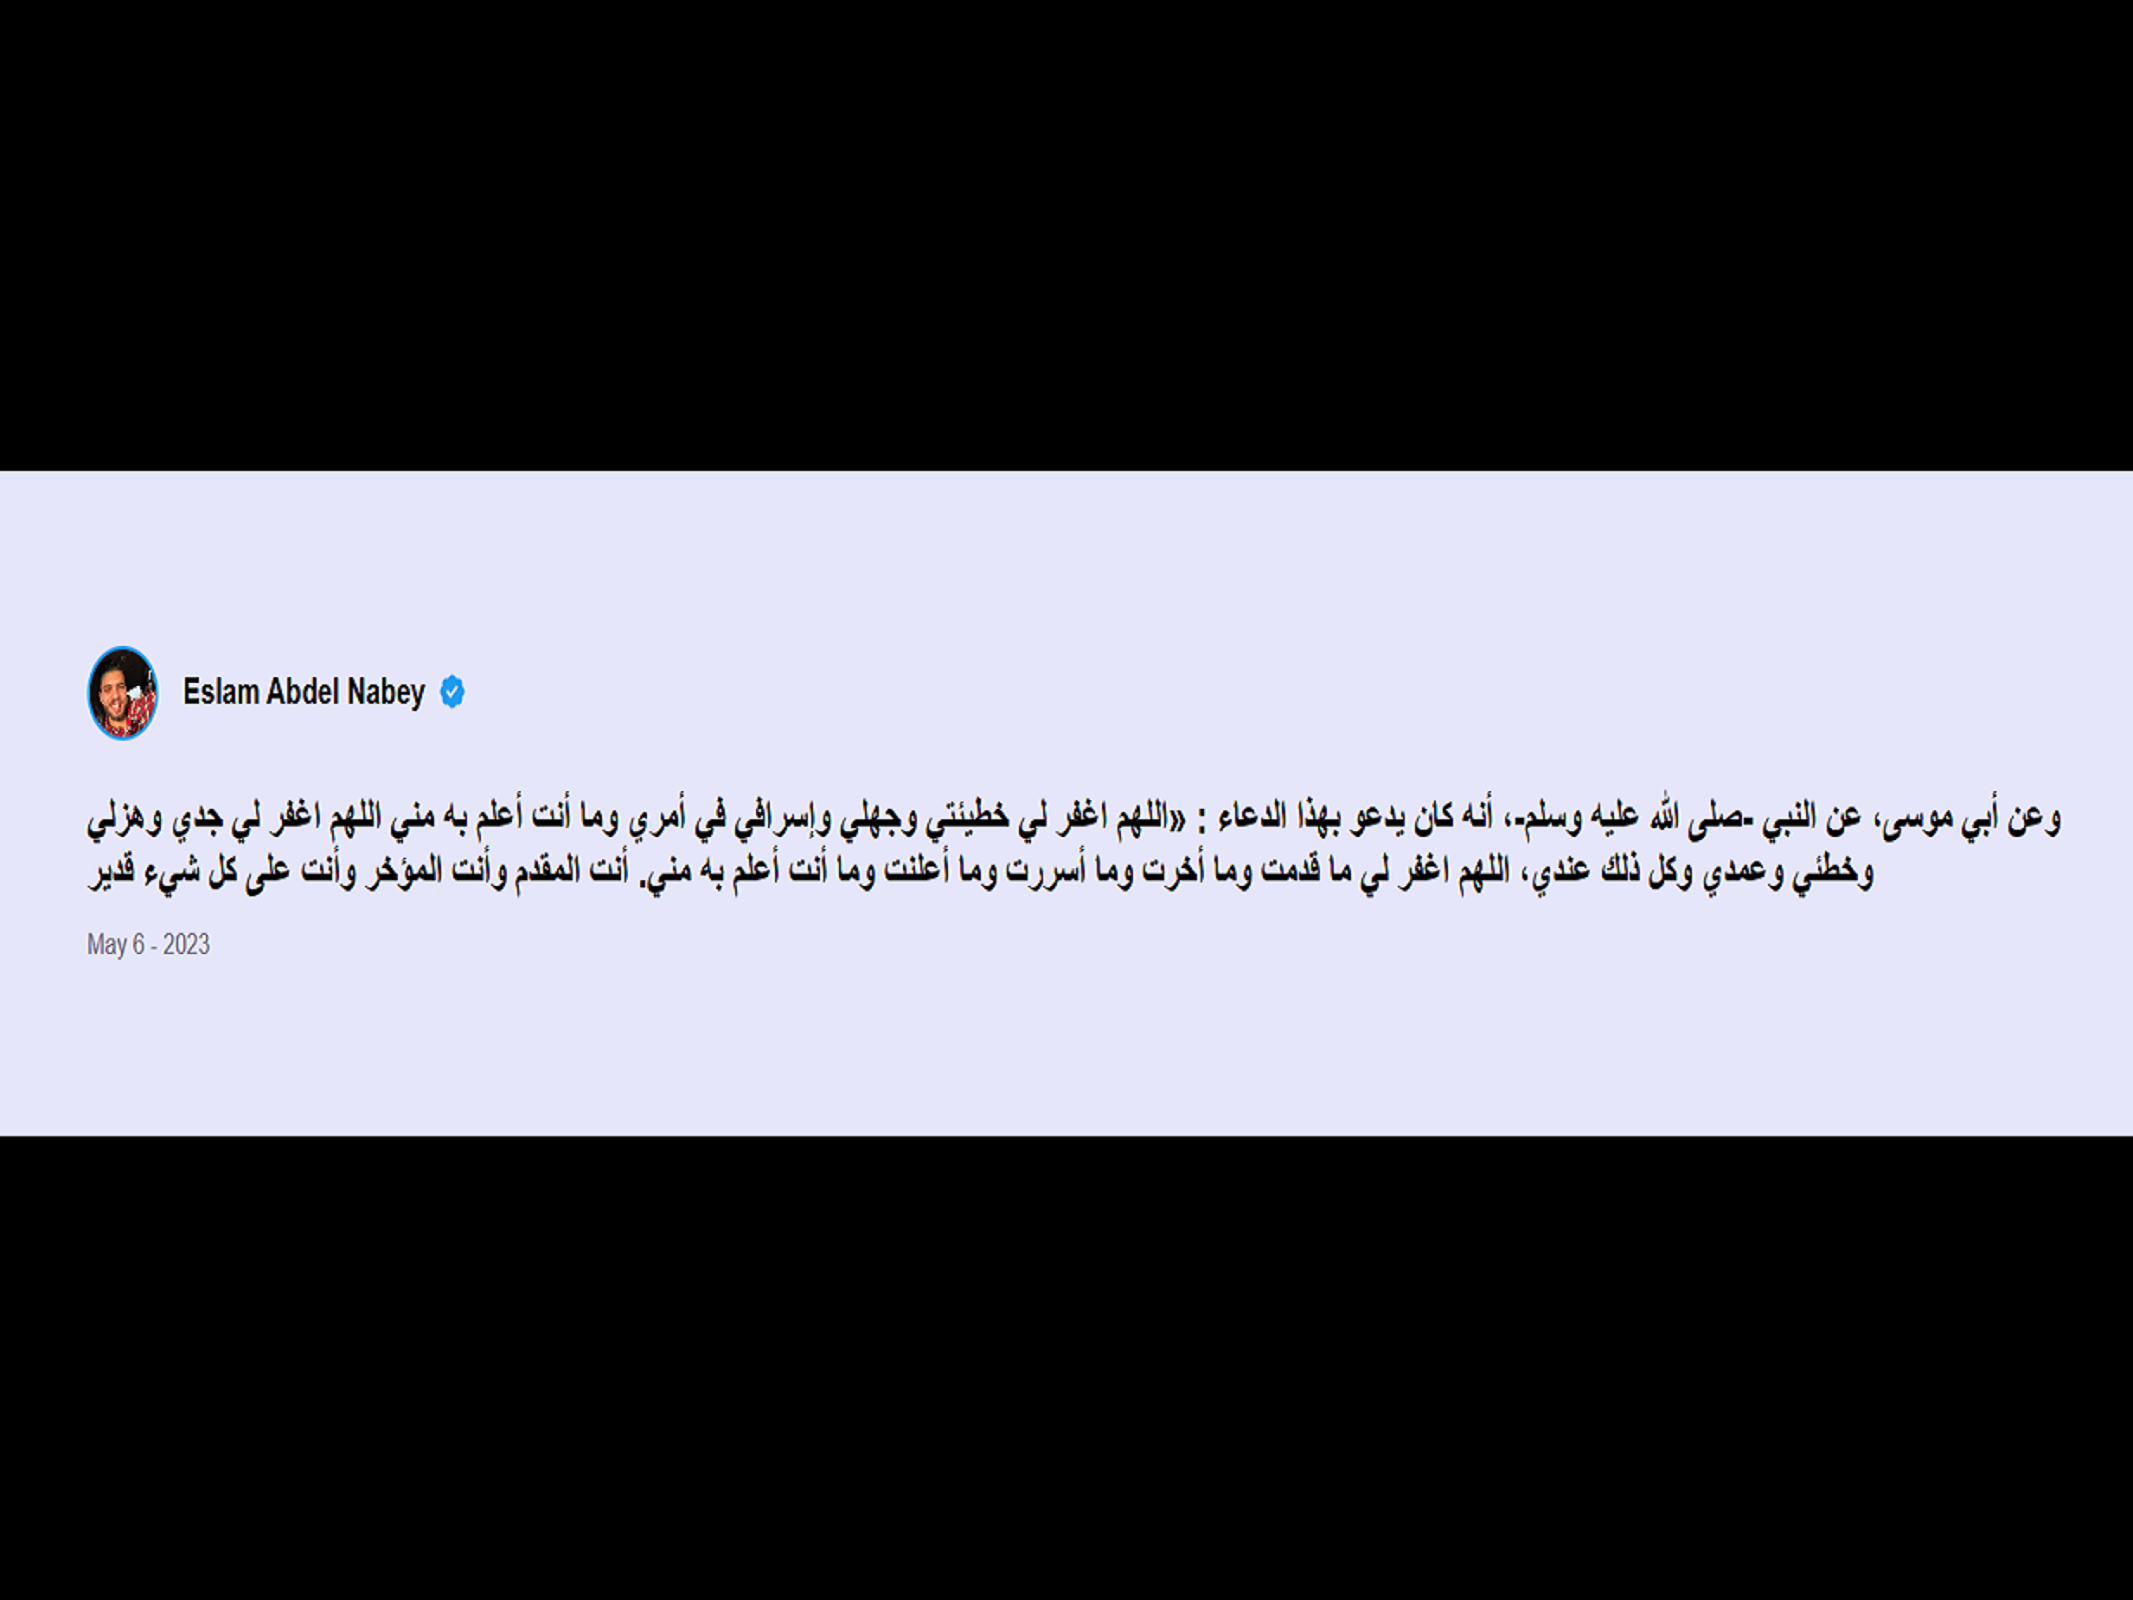 Eslam Abdel Nabey
وعن أبي موسى، عن النبي -صلى الله عليه وسلم-، أنه كان يدعو بهذا الدعاء : «اللهم اغفر لي خطيئتي وجهلي وإسرافي في أمري وما أنت أعلم به مني اللهم اغفر لي جدي وهزلي
وخطئي وعمدي وكل ذلك عندي، اللهم اغفر لي ما قدمت وما أخرت وما أسررت وما أعلنت وما أنت أعلم به مني. أنت المقدم وأنت المؤخر وأنت على كل شيء قدير
May 6 - 2023